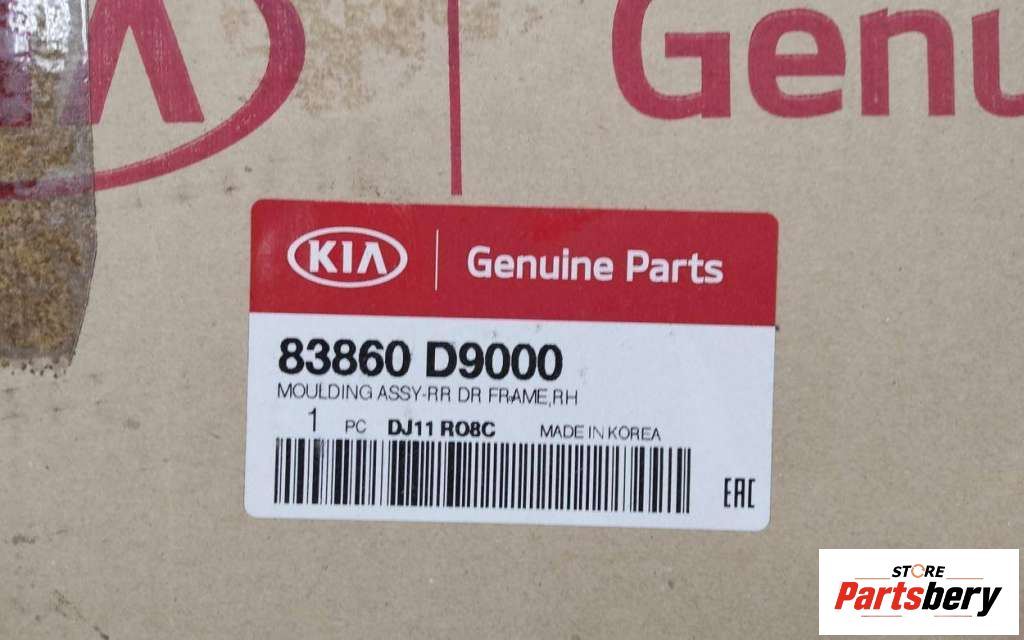 Genu
KIA Genuine Parts
83860 D9000
MOULDING ASSY-RR DR FRAME,RH
1 PC DJ11 RO8C MADE IN KOREA
EAC
STORE
Partsbery